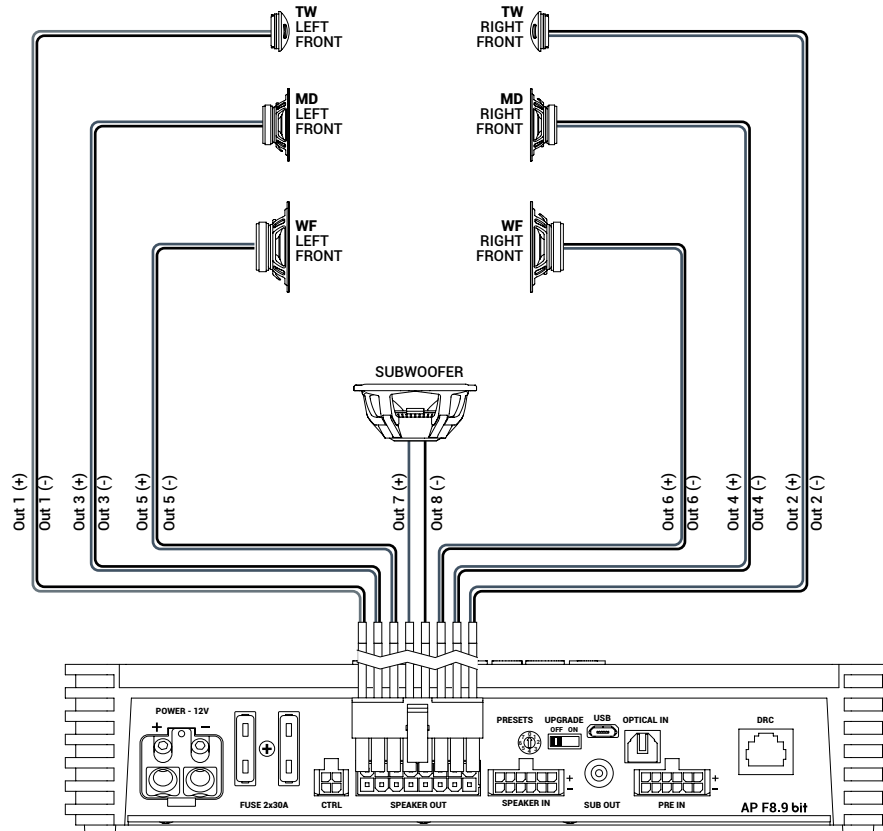 TW
LEFT
FRONT
TW
RIGHT
FRONT
MD
LEFT
FRONT
MD
RIGHT
FRONT
WF
LEFT
FRONT
WF
RIGHT
FRONT
SUBWOOFER
Out 1 (+)
Out 1 (-)
Out 3 (+)
Out 3 (-)
Out 5 (+)
Out 5 (-)
Out 7 (+)
Out 8 (-)
Out 6 (+)
Out 6 (-)
Out 4 (+)
Out 4 (-)
Out 2 (+)
Out 2 (-)
POWER - 12V
+ −
FUSE 2x30A
CTRL
SPEAKER OUT
PRESETS
UPGRADE
OFF ON
USB
OPTICAL IN
DRC
SPEAKER IN
+
−
SUB OUT
PRE IN
+
−
AP F8.9 bit